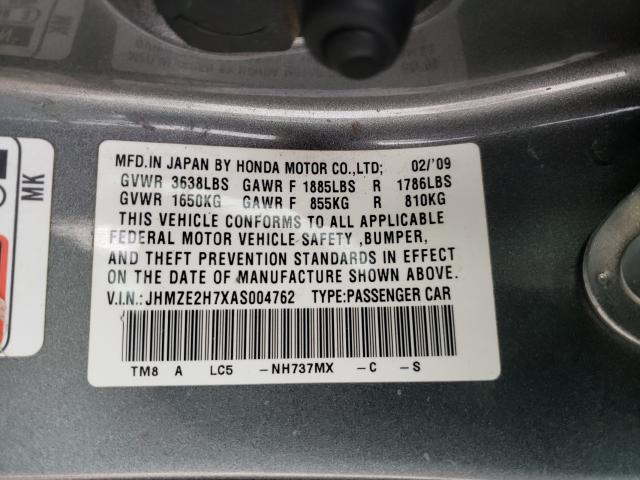 MFD.IN JAPAN BY HONDA MOTOR CO.,LTD; 02/'09
GVWR 3638LBS GAWR F 1885LBS R 1786LBS
GVWR 1650KG GAWR F 855KG R 810KG
THIS VEHICLE CONFORMS TO ALL APPLICABLE
FEDERAL MOTOR VEHICLE SAFETY ,BUMPER,
AND THEFT PREVENTION STANDARDS IN EFFECT
ON THE DATE OF MANUFACTURE SHOWN ABOVE.
V.I.N.:JHMZE2H7XAS004762 TYPE:PASSENGER CAR
TM8 A LC5 -NH737MX -C -S
MK